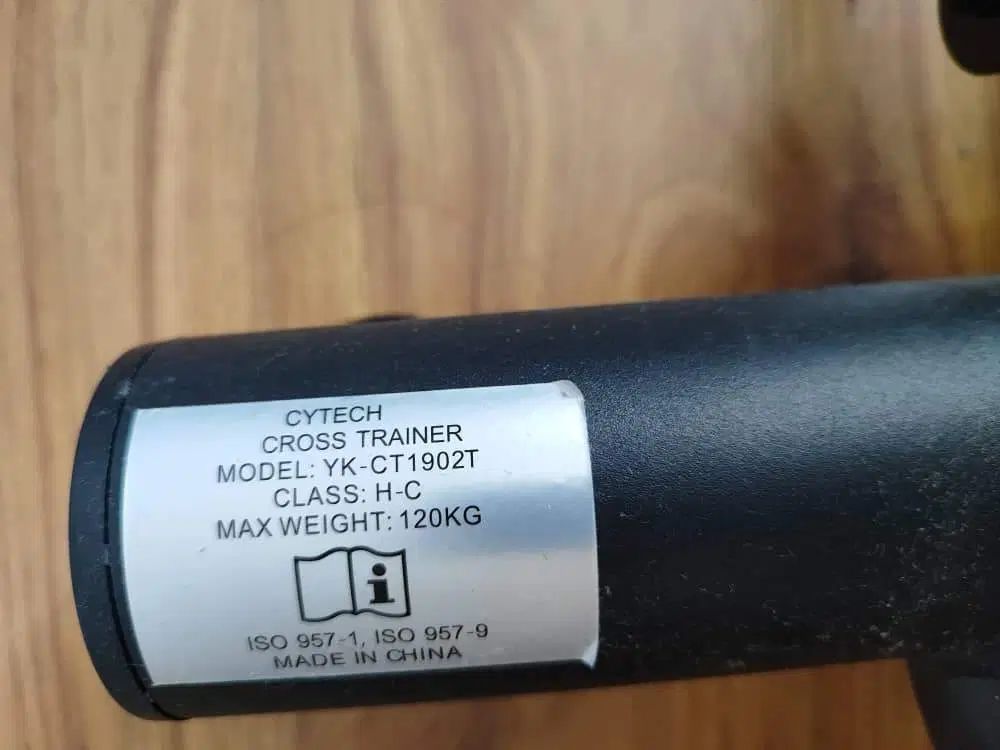 CYTECH
CROSS TRAINER
MODEL: YK-CT1902T
CLASS: H-C
MAX WEIGHT: 120KG
i
ISO 957-1, ISO 957-9
MADE IN CHINA